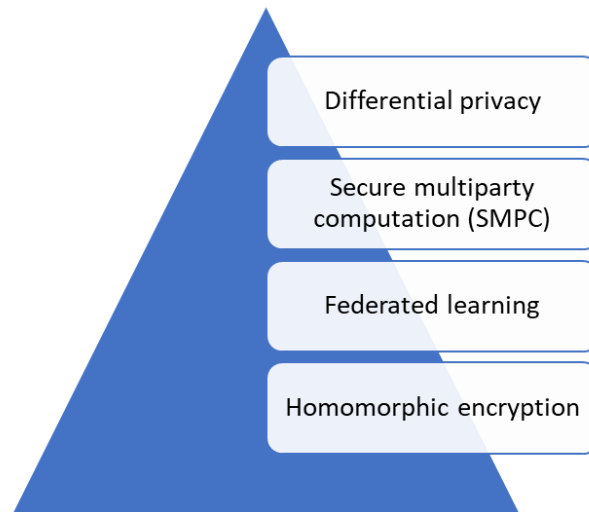 Differential privacy
Secure multiparty
computation (SMPC)
Federated learning
Homomorphic encryption